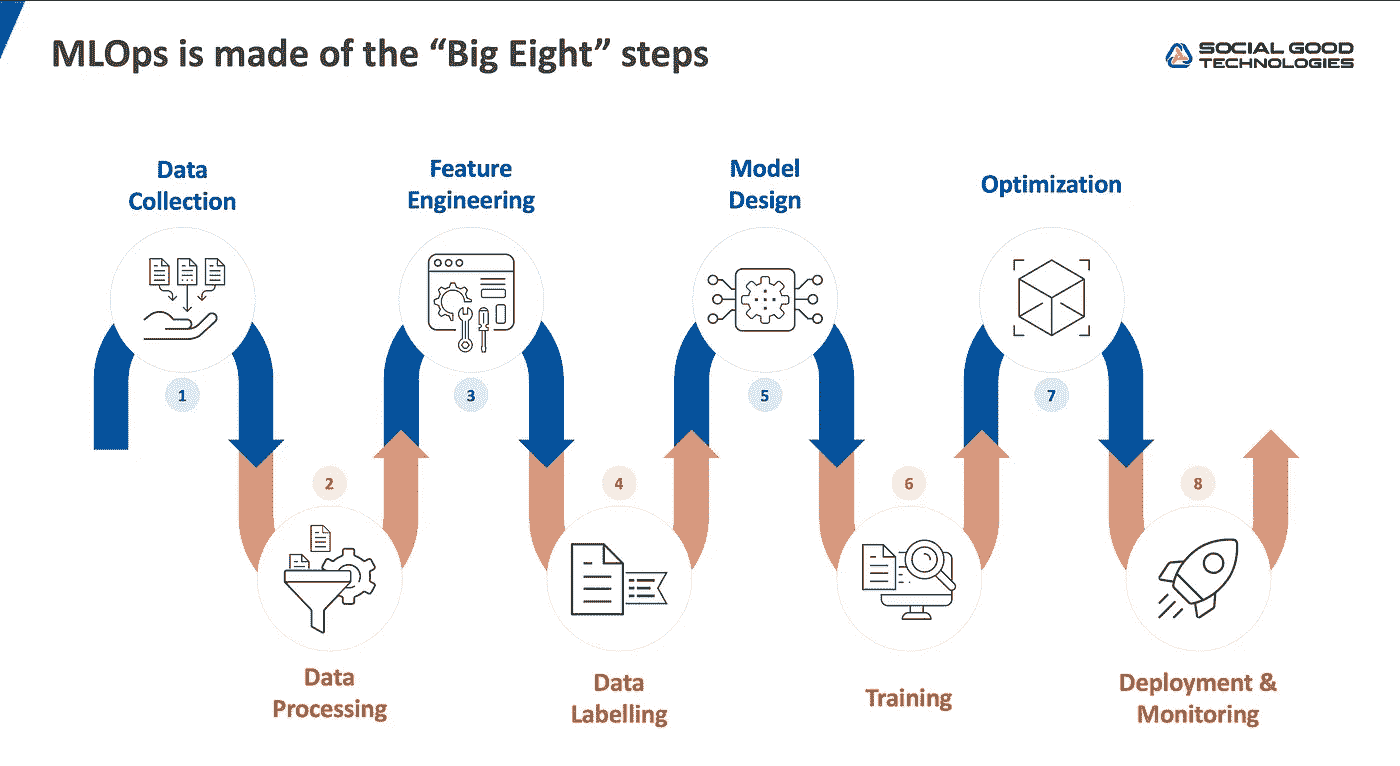 MLOps is made of the “Big Eight” steps
SOCIAL GOOD
TECHNOLOGIES
Data
Collection
Feature
Engineering
Model
Design
Optimization
1
3
5
7
2
4
6
8
Data
Processing
Data
Labelling
Training
Deployment &
Monitoring